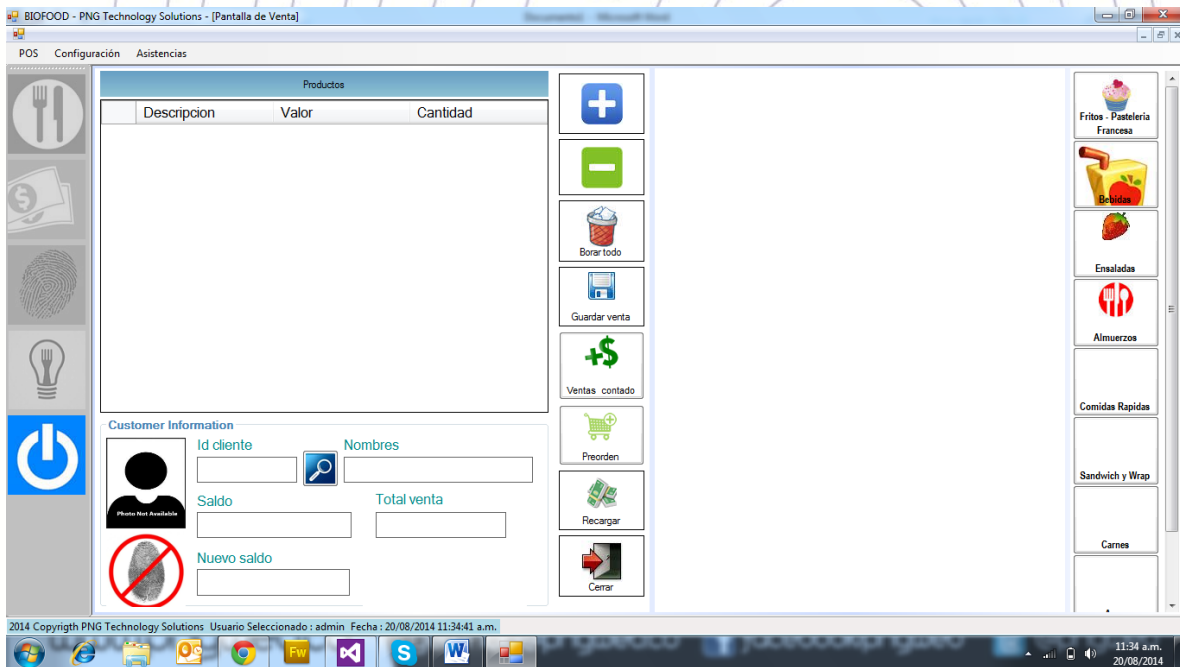 BIOFOOD - PNG Technology Solutions - [Pantalla de Venta]
POS Configuración Asistencias
Productos
Descripcion Valor Cantidad
Borar todo
Guardar venta
+$
Ventas contado
Preorden
Recargar
Cerrar
Customer Information
Id cliente Nombres
Photo Not Available
Saldo Total venta
Nuevo saldo
Fritos - Pasteleria
Francesa
Bebidas
Ensaladas
Almuerzos
Comidas Rapidas
Sandwich y Wrap
Carnes
2014 Copyrigth PNG Technology Solutions Usuario Seleccionado : admin Fecha : 20/08/2014 11:34:41 a.m.
Fw
11:34 a.m.
20/08/2014